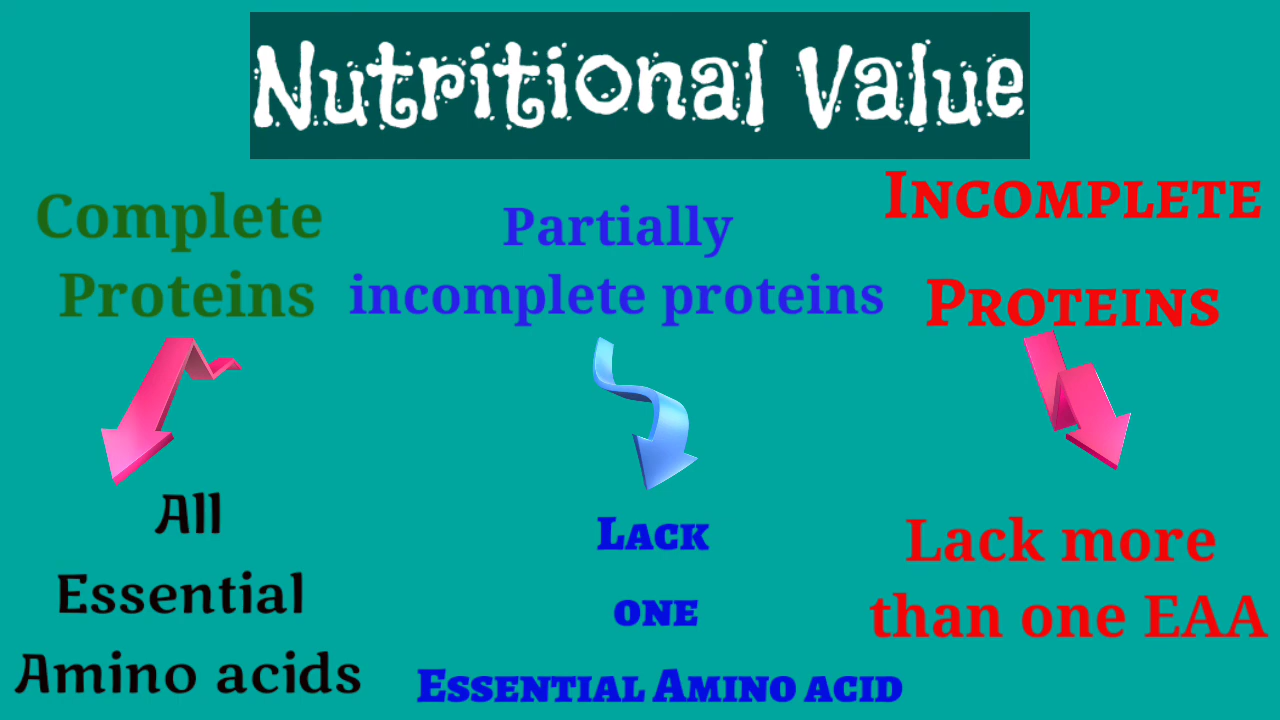 Nutritional Value
Complete
Proteins
All
Essential
Amino acids
Partially
incomplete proteins
Lack
one
Essential Amino acid
Incomplete
Proteins
Lack more
than one EAA